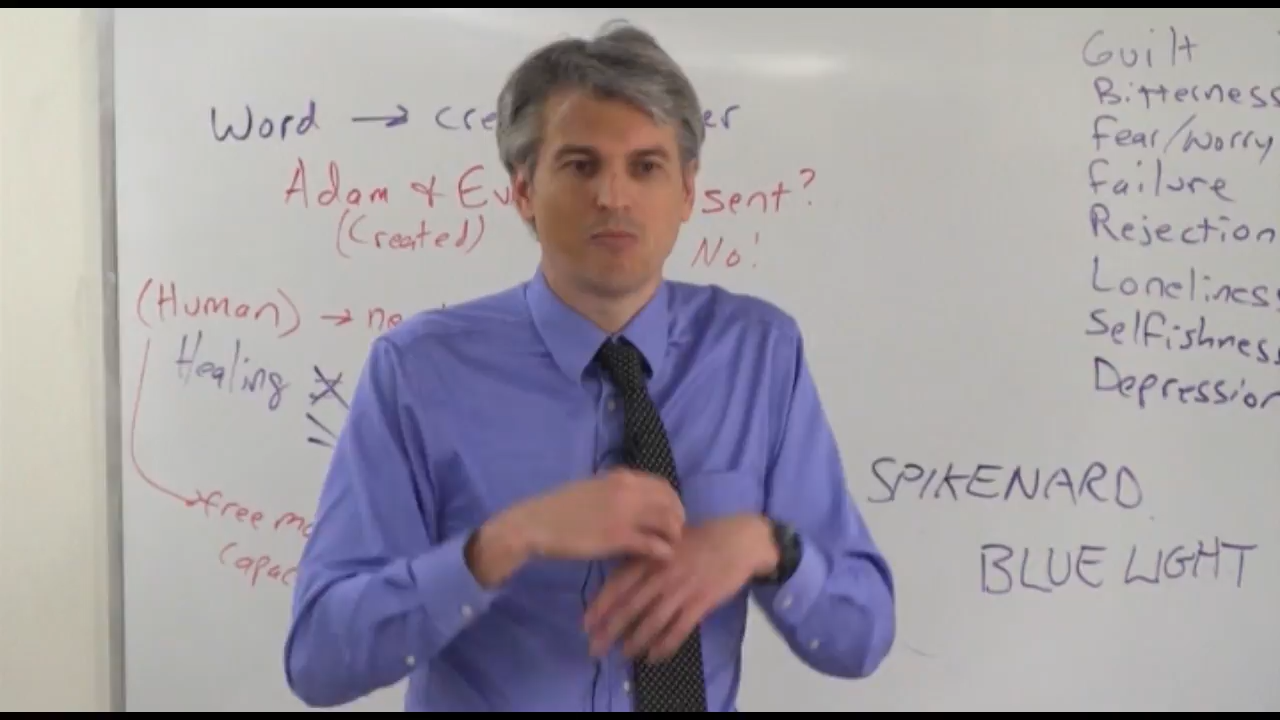 Word → cre er
Adam & Ev sent?
(Created) No!
(Human) → ne
Healing
free mo
capac
Guilt
Bitterness
Fear/Worry
Failure
Rejection
Loneliness
Selfishness
Depression
SPIKENARD
BLUE LIGHT